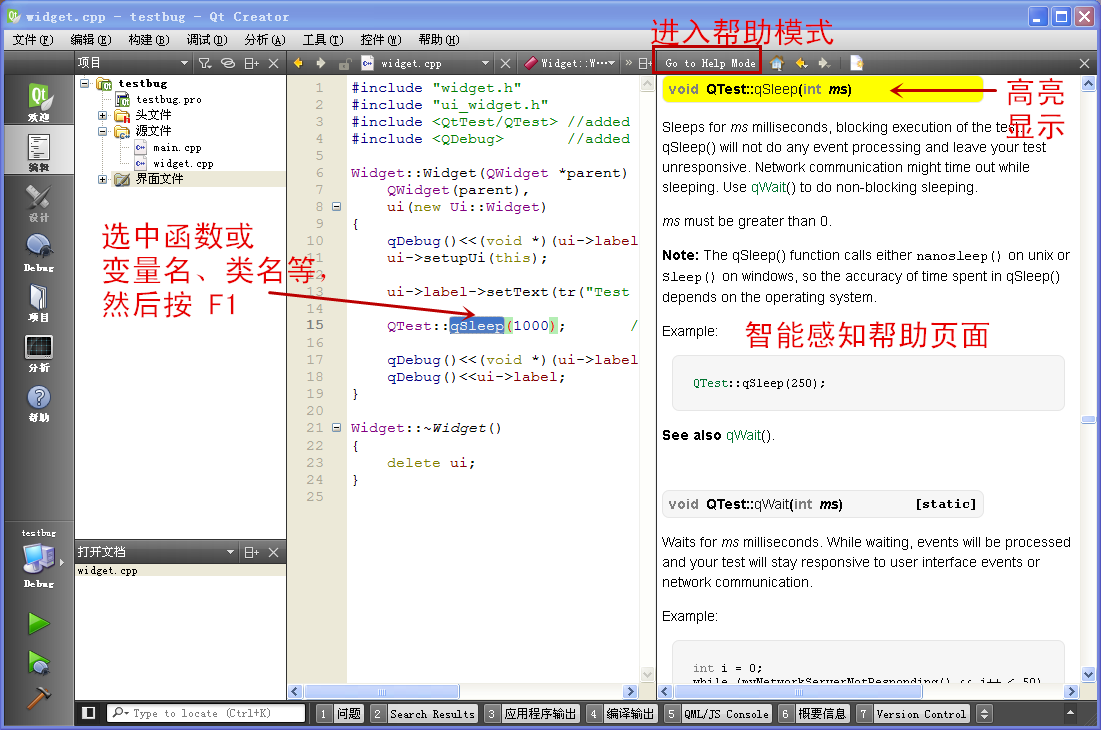 widget.cpp - testbug - Qt Creator
文件(F) 编辑(E) 构建(B) 调试(D) 分析(A) 工具(T) 控件(W) 帮助(H)
进入帮助模式
项目
widget.cpp
Widget::W···
»
Go to Help Mode
欢迎
编辑
设计
Debug
项目
分析
帮助
testbug
Debug
testbug
testbug.pro
头文件
源文件
main.cpp
widget.cpp
界面文件
选中函数或
变量名、类名等,
然后按 F1
打开文档
widget.cpp
1 #include "widget.h"
2 #include "ui_widget.h"
3 #include <QtTest/QTest> //added
4 #include <QDebug> //added
5
6 Widget::Widget(QWidget *parent)
7 QWidget(parent),
8 ui(new Ui::Widget)
9 {
10 qDebug()<<(void *)(ui->label
11 ui->setupUi(this);
12
13 ui->label->setText(tr("Test
14
15 QTest::qSleep(1000); /
16
17 qDebug()<<(void *)(ui->label
18 qDebug()<<ui->label;
19 }
20
21 Widget::~Widget()
22 {
23 delete ui;
24 }
25
void QTest::qSleep(int ms)
高亮
显示
Sleeps for ms milliseconds, blocking execution of the test.
qSleep() will not do any event processing and leave your test
unresponsive. Network communication might time out while
sleeping. Use qWait() to do non-blocking sleeping.
ms must be greater than 0.
Note: The qSleep() function calls either nanosleep() on unix or
Sleep() on windows, so the accuracy of time spent in qSleep()
depends on the operating system.
Example:
智能感知帮助页面
QTest::qSleep(250);
See also qWait().
void QTest::qWait(int ms) [static]
Waits for ms milliseconds. While waiting, events will be processed
and your test will stay responsive to user interface events or
network communication.
Example:
int i = 0;
while (myNetworkServerNotResponding() && i++ < 50)
Type to locate (Ctrl+K)
1 问题 2 Search Results 3 应用程序输出 4 编译输出 5 QML/JS Console 6 概要信息 7 Version Control